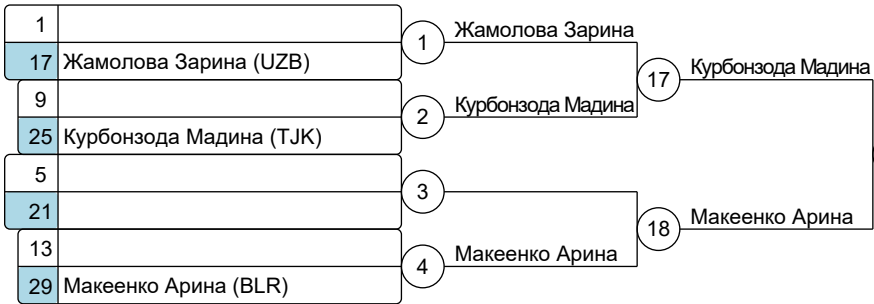 1
17 Жамолова Зарина (UZB)
9
25 Курбонзода Мадина (TJK)
5
21
13
29 Макеенко Арина (BLR)
1 Жамолова Зарина
2 Курбонзода Мадина
3
4 Макеенко Арина
17 Курбонзода Мадина
18 Макеенко Арина